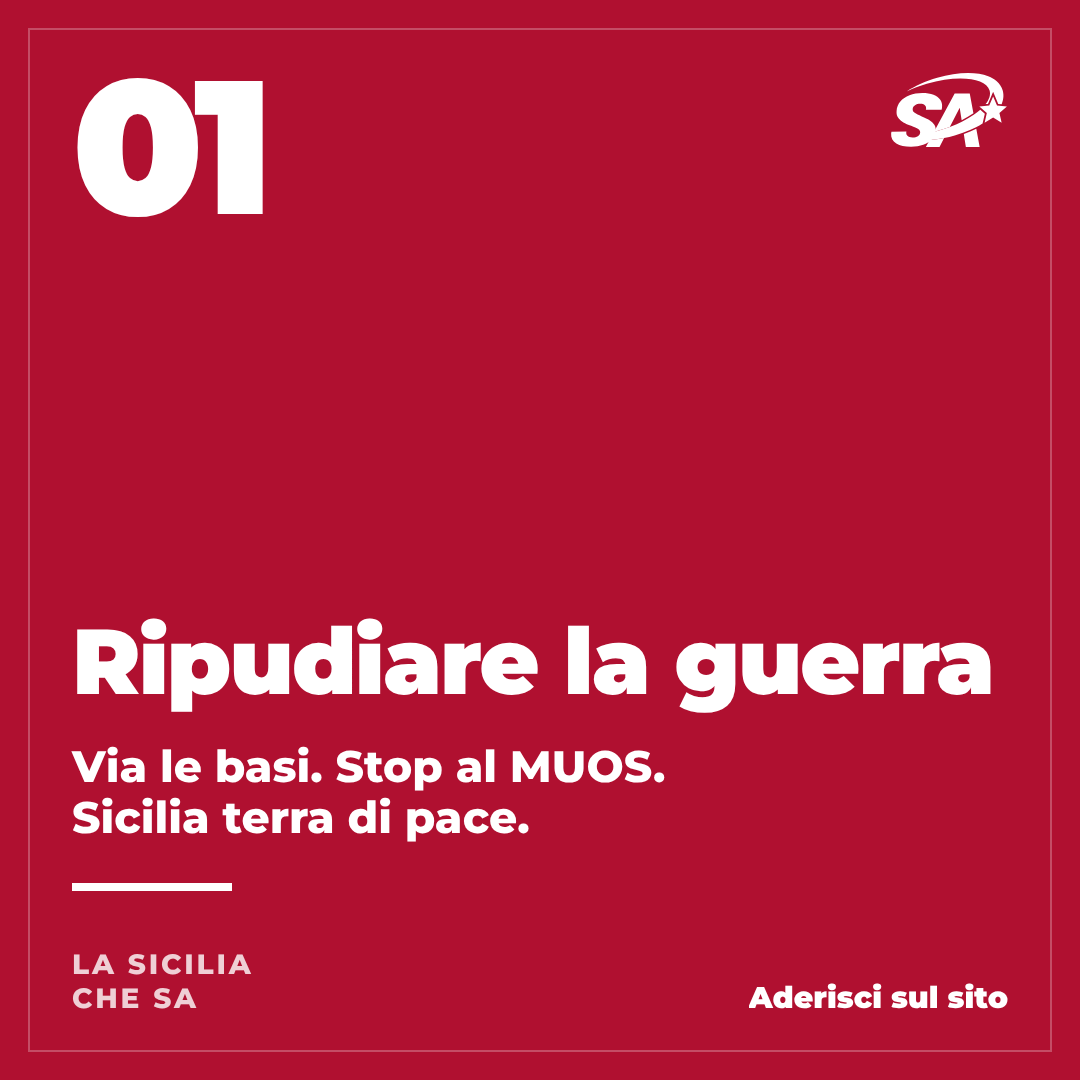 01
SA
Ripudiare la guerra
Via le basi. Stop al MUOS.
Sicilia terra di pace.
LA SICILIA
CHE SA
Aderisci sul sito